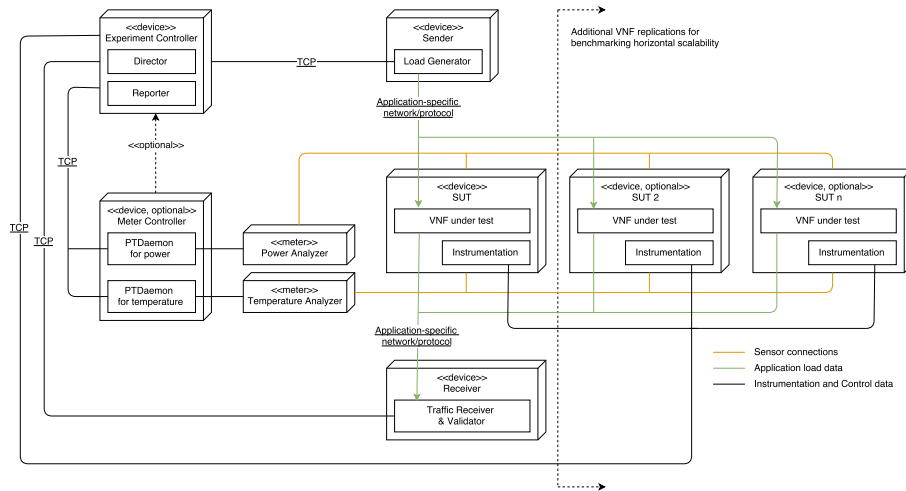 <<device>>
Experiment Controller
Director
Reporter
TCP
<<device>>
Sender
Load Generator
Additional VNF replications for
benchmarking horizontal scalability
Application-specific
network/protocol
<<optional>>
TCP
TCP
TCP
<<device, optional>>
Meter Controller
PTDaemon
for power
PTDaemon
for temperature
<<meter>>
Power Analyzer
<<meter>>
Temperature Analyzer
<<device>>
SUT
VNF under test
Instrumentation
<<device, optional>>
SUT 2
VNF under test
Instrumentation
<<device, optional>>
SUT n
VNF under test
Instrumentation
Application-specific
network/protocol
<<device>>
Receiver
Traffic Receiver
& Validator
Sensor connections
Application load data
Instrumentation and Control data